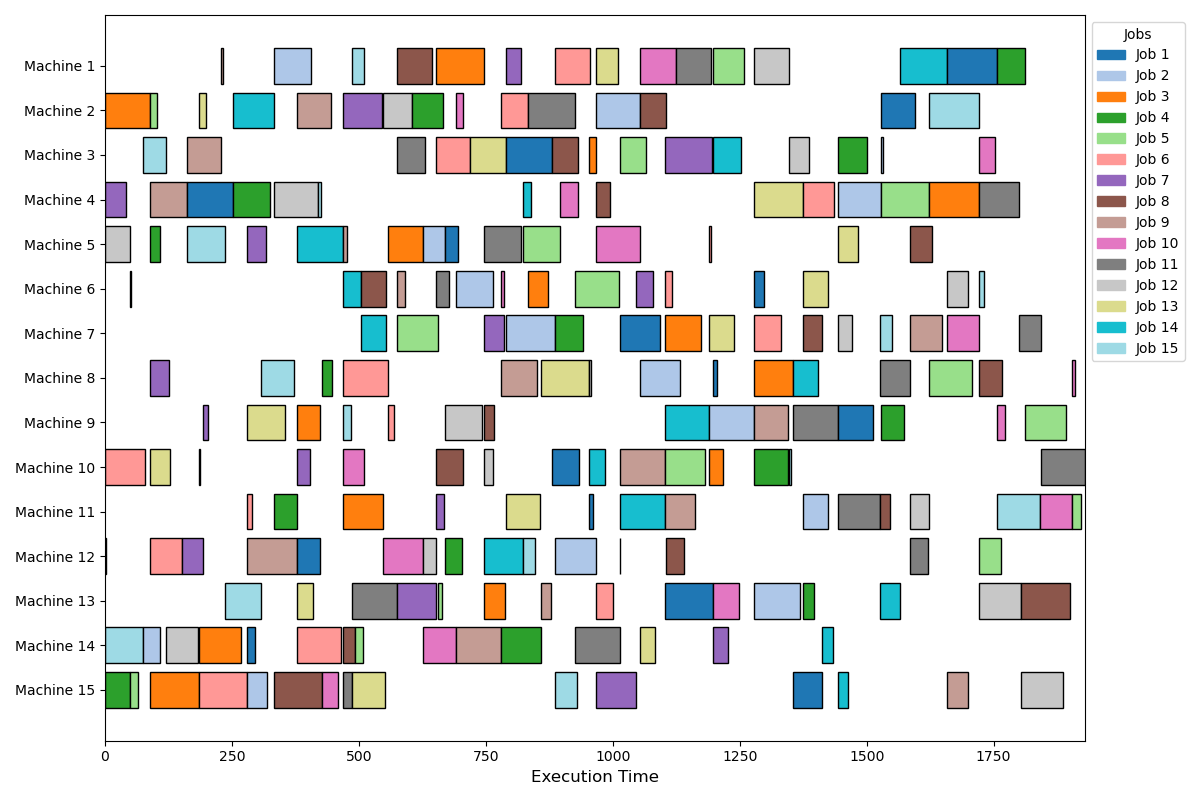 Machine 1
Machine 2
Machine 3
Machine 4
Machine 5
Machine 6
Machine 7
Machine 8
Machine 9
Machine 10
Machine 11
Machine 12
Machine 13
Machine 14
Machine 15
0 250 500 750 1000 1250 1500 1750
Execution Time
Jobs
Job 1
Job 2
Job 3
Job 4
Job 5
Job 6
Job 7
Job 8
Job 9
Job 10
Job 11
Job 12
Job 13
Job 14
Job 15